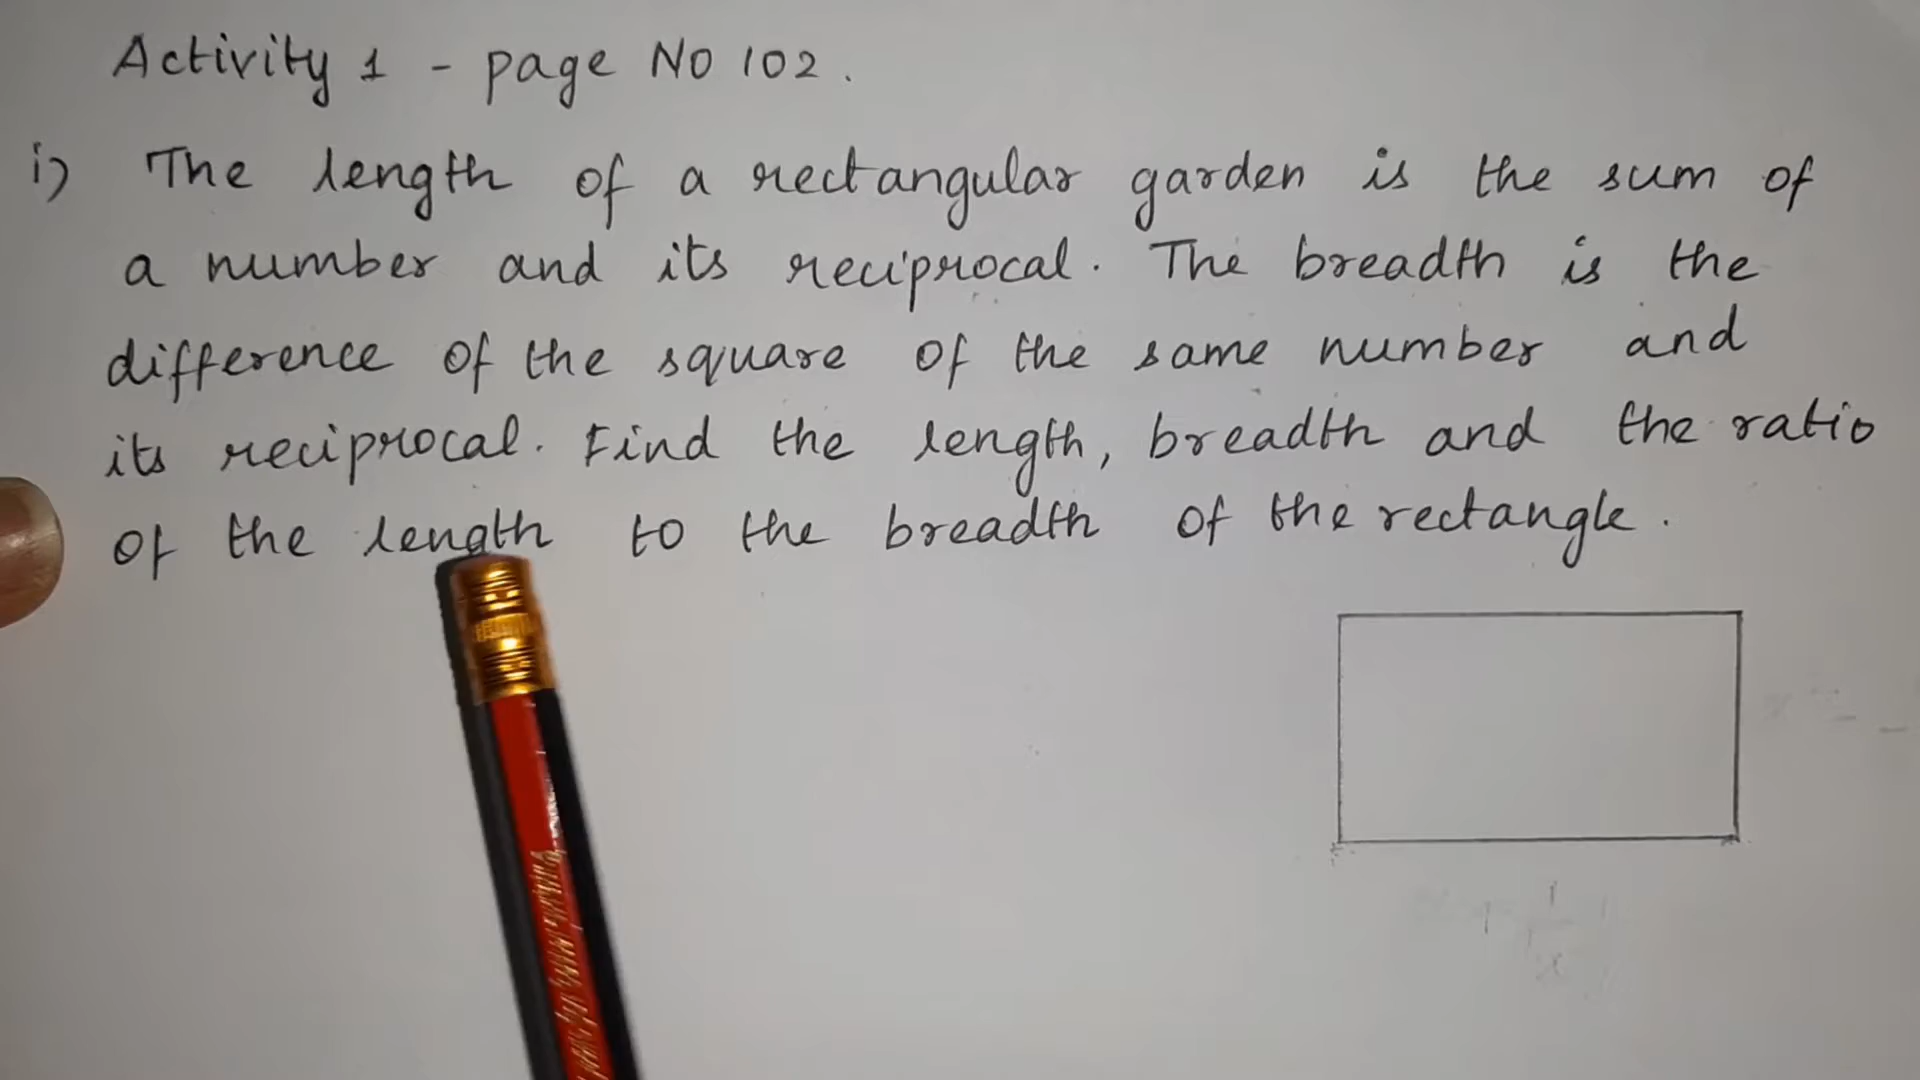 Activity 1 - page No 102.
i) The length of a rectangular garden is the sum of
a number and its reciprocal. The breadth is the
difference of the square of the same number and
its reciprocal. Find the length, breadth and the ratio
of the length to the breadth of the rectangle.